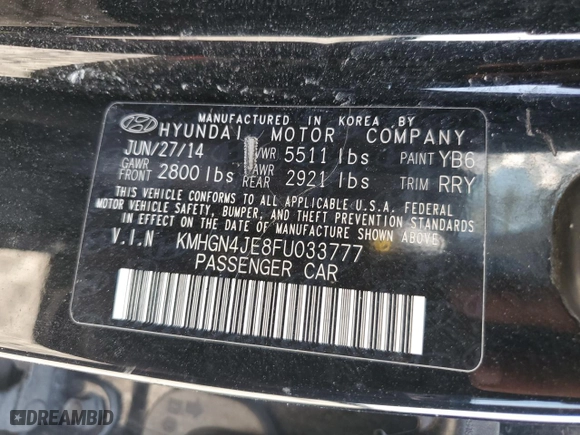 MANUFACTURED IN KOREA BY
HYUNDAI MOTOR COMPANY
JUN/27/14 VWR 5511 lbs PAINT YB6
GAWR FRONT 2800 lbs AWR REAR 2921 lbs TRIM RRY
THIS VEHICLE CONFORMS TO ALL APPLICABLE U.S.A. FEDERAL
MOTOR VEHICLE SAFETY, BUMPER, AND THEFT PREVENTION STANDARDS
IN EFFECT ON THE DATE OF MANUFACTURE SHOWN ABOVE.
V.I.N KMHGN4JE8FU033777
PASSENGER CAR
DREAMBID